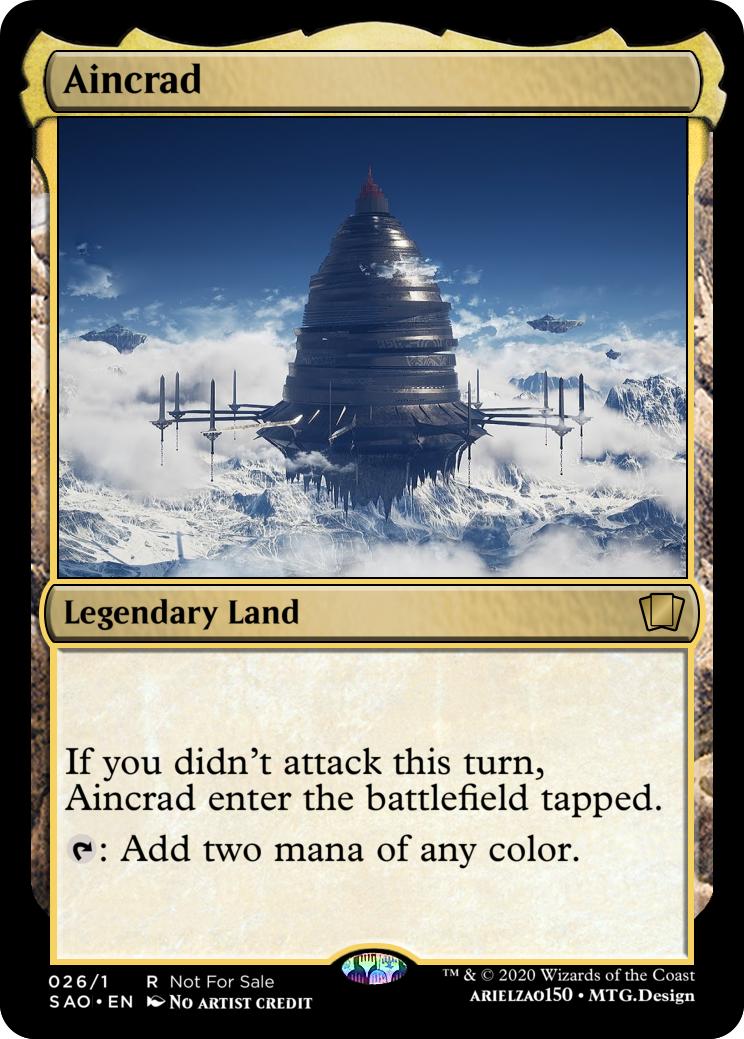 Aincrad
Legendary Land
If you didn't attack this turn,
Aincrad enter the battlefield tapped.
: Add two mana of any color.
026/1 R Not For Sale
SAO • EN No artist credit
™ & © 2020 Wizards of the Coast
arielzao150 • MTG.Design